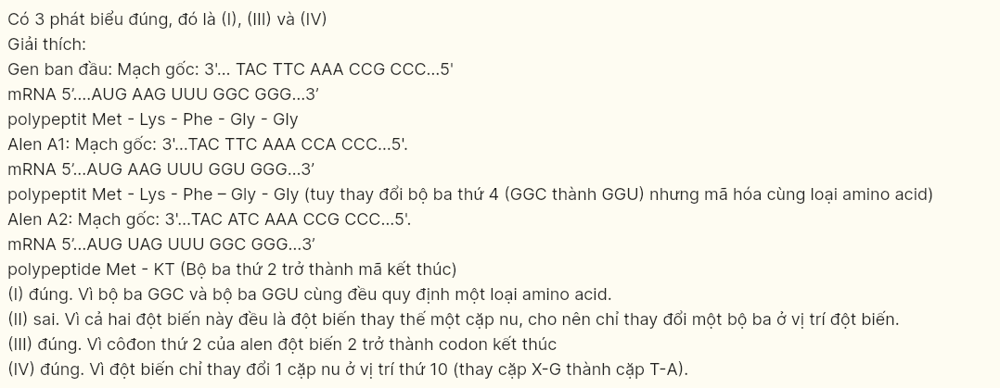 Có 3 phát biểu đúng, đó là (I), (III) và (IV)
Giải thích:
Gen ban đầu: Mạch gốc: 3'... TAC TTC AAA CCG CCC...5'
mRNA 5’....AUG AAG UUU GGC GGG...3’
polypeptit Met - Lys - Phe - Gly - Gly
Alen A1: Mạch gốc: 3'...TAC TTC AAA CCA CCC...5'.
mRNA 5’...AUG AAG UUU GGU GGG...3’
polypeptit Met - Lys - Phe – Gly - Gly (tuy thay đổi bộ ba thứ 4 (GGC thành GGU) nhưng mã hóa cùng loại amino acid)
Alen A2: Mạch gốc: 3'...TAC ATC AAA CCG CCC...5'.
mRNA 5’...AUG UAG UUU GGC GGG...3’
polypeptide Met - KT (Bộ ba thứ 2 trở thành mã kết thúc)
(I) đúng. Vì bộ ba GGC và bộ ba GGU cùng đều quy định một loại amino acid.
(II) sai. Vì cả hai đột biến này đều là đột biến thay thế một cặp nu, cho nên chỉ thay đổi một bộ ba ở vị trí đột biến.
(III) đúng. Vì côđon thứ 2 của alen đột biến 2 trở thành codon kết thúc
(IV) đúng. Vì đột biến chỉ thay đổi 1 cặp nu ở vị trí thứ 10 (thay cặp X-G thành cặp T-A).